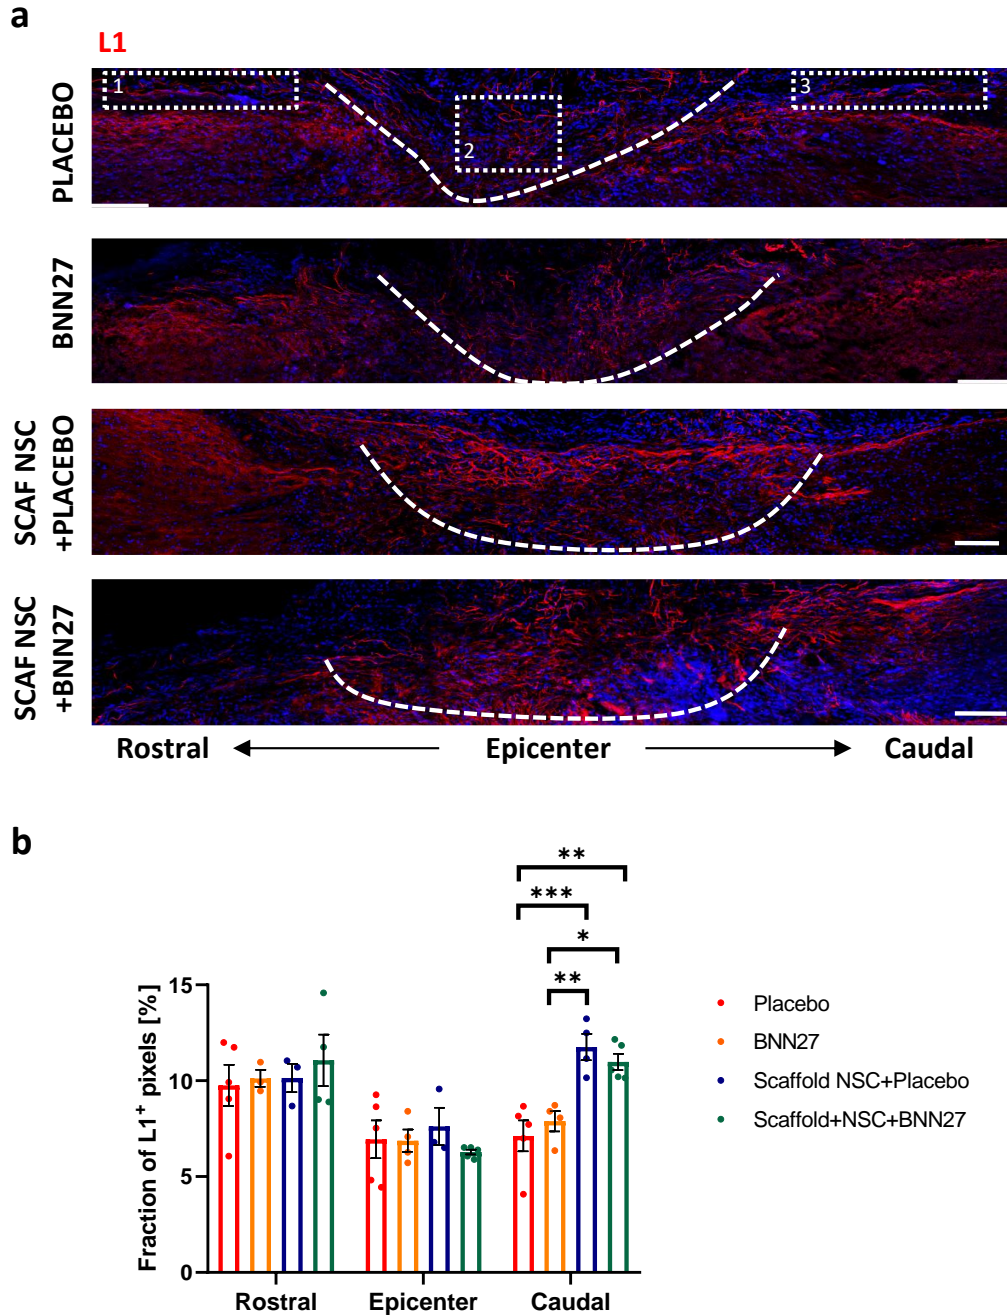 a
L1
PLACEBO
1
2
3
BNN27
SCAF NSC
+PLACEBO
SCAF NSC
+BNN27
Rostral
Epicenter
Caudal
b
Fraction of L1⁺ pixels [%]
15
10
5
0
**
***
*
**
Rostral
Epicenter
Caudal
Placebo
BNN27
Scaffold NSC+Placebo
Scaffold+NSC+BNN27